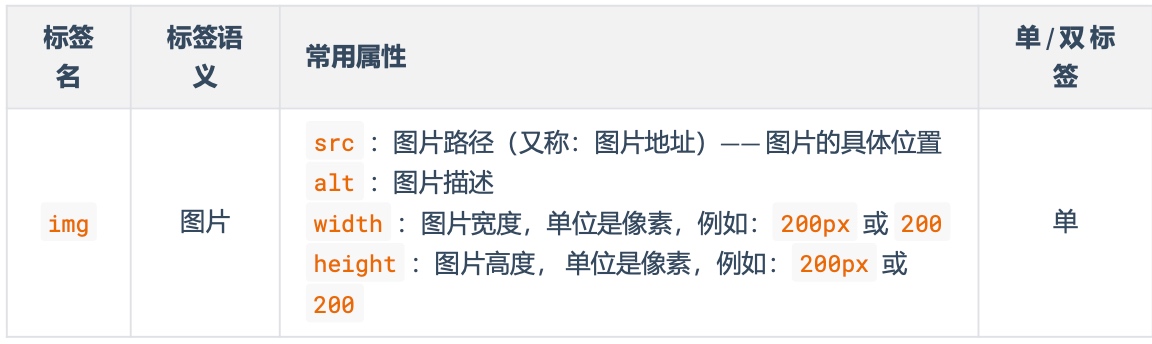 标签名 标签语义 常用属性 单/双标签
img 图片 src ：图片路径（又称：图片地址）—— 图片的具体位置
alt ：图片描述
width ：图片宽度，单位是像素，例如： 200px 或 200
height ：图片高度， 单位是像素，例如： 200px 或
200
单